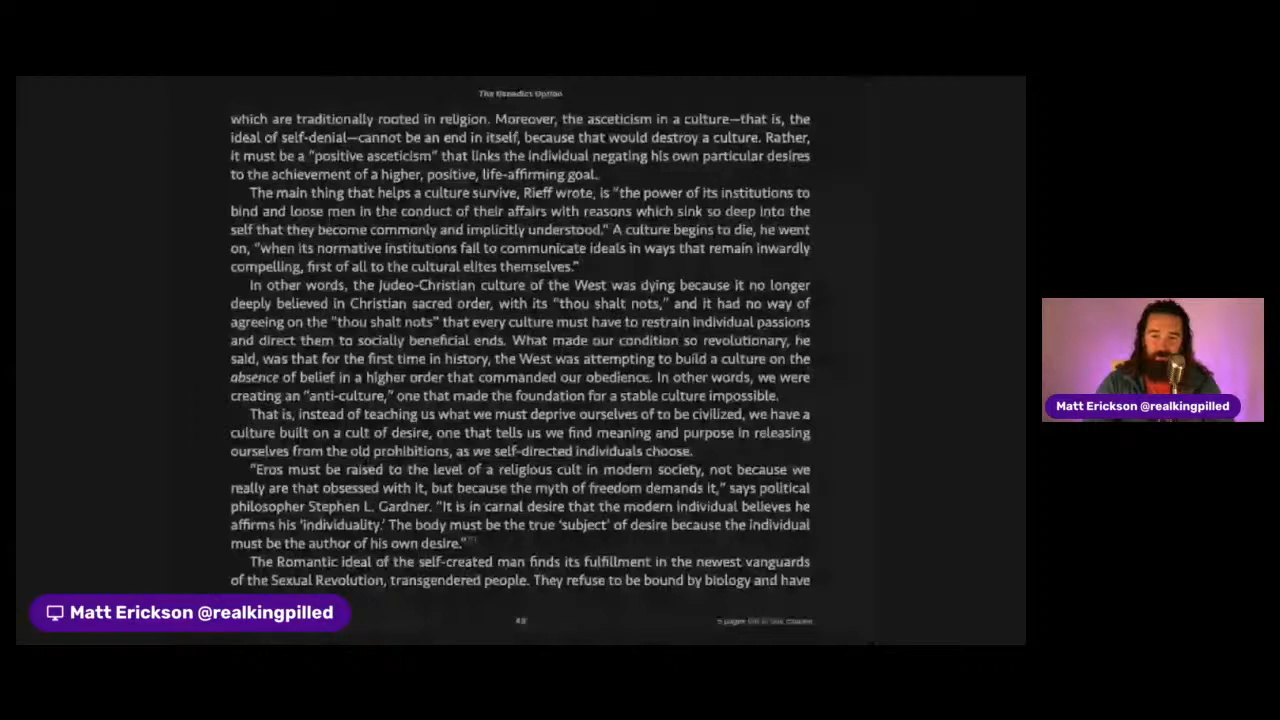 The Benedict Option
which are traditionally rooted in religion. Moreover, the asceticism in a culture—that is, the
ideal of self-denial—cannot be an end in itself, because that would destroy a culture. Rather,
it must be a “positive asceticism” that links the individual negating his own particular desires
to the achievement of a higher, positive, life-affirming goal.
The main thing that helps a culture survive, Rieff wrote, is “the power of its institutions to
bind and loose men in the conduct of their affairs with reasons which sink so deep into the
self that they become commonly and implicitly understood.” A culture begins to die, he went
on, “when its normative institutions fail to communicate ideals in ways that remain inwardly
compelling, first of all to the cultural elites themselves.”
In other words, the Judeo-Christian culture of the West was dying because it no longer
deeply believed in Christian sacred order, with its “thou shalt nots,” and it had no way of
agreeing on the “thou shalt nots” that every culture must have to restrain individual passions
and direct them to socially beneficial ends. What made our condition so revolutionary, he
said, was that for the first time in history, the West was attempting to build a culture on the
absence of belief in a higher order that commanded our obedience. In other words, we were
creating an “anti-culture,” one that made the foundation for a stable culture impossible.
That is, instead of teaching us what we must deprive ourselves of to be civilized, we have a
culture built on a cult of desire, one that tells us we find meaning and purpose in releasing
ourselves from the old prohibitions, as we self-directed individuals choose.
“Eros must be raised to the level of a religious cult in modern society, not because we
really are that obsessed with it, but because the myth of freedom demands it,” says political
philosopher Stephen L. Gardner. “It is in carnal desire that the modern individual believes he
affirms his ‘individuality.’ The body must be the true ‘subject’ of desire because the individual
must be the author of his own desire.”
The Romantic ideal of the self-created man finds its fulfillment in the newest vanguards
of the Sexual Revolution, transgendered people. They refuse to be bound by biology and have
48
5 pages left in this chapter
Matt Erickson @realkingpilled
Matt Erickson @realkingpilled